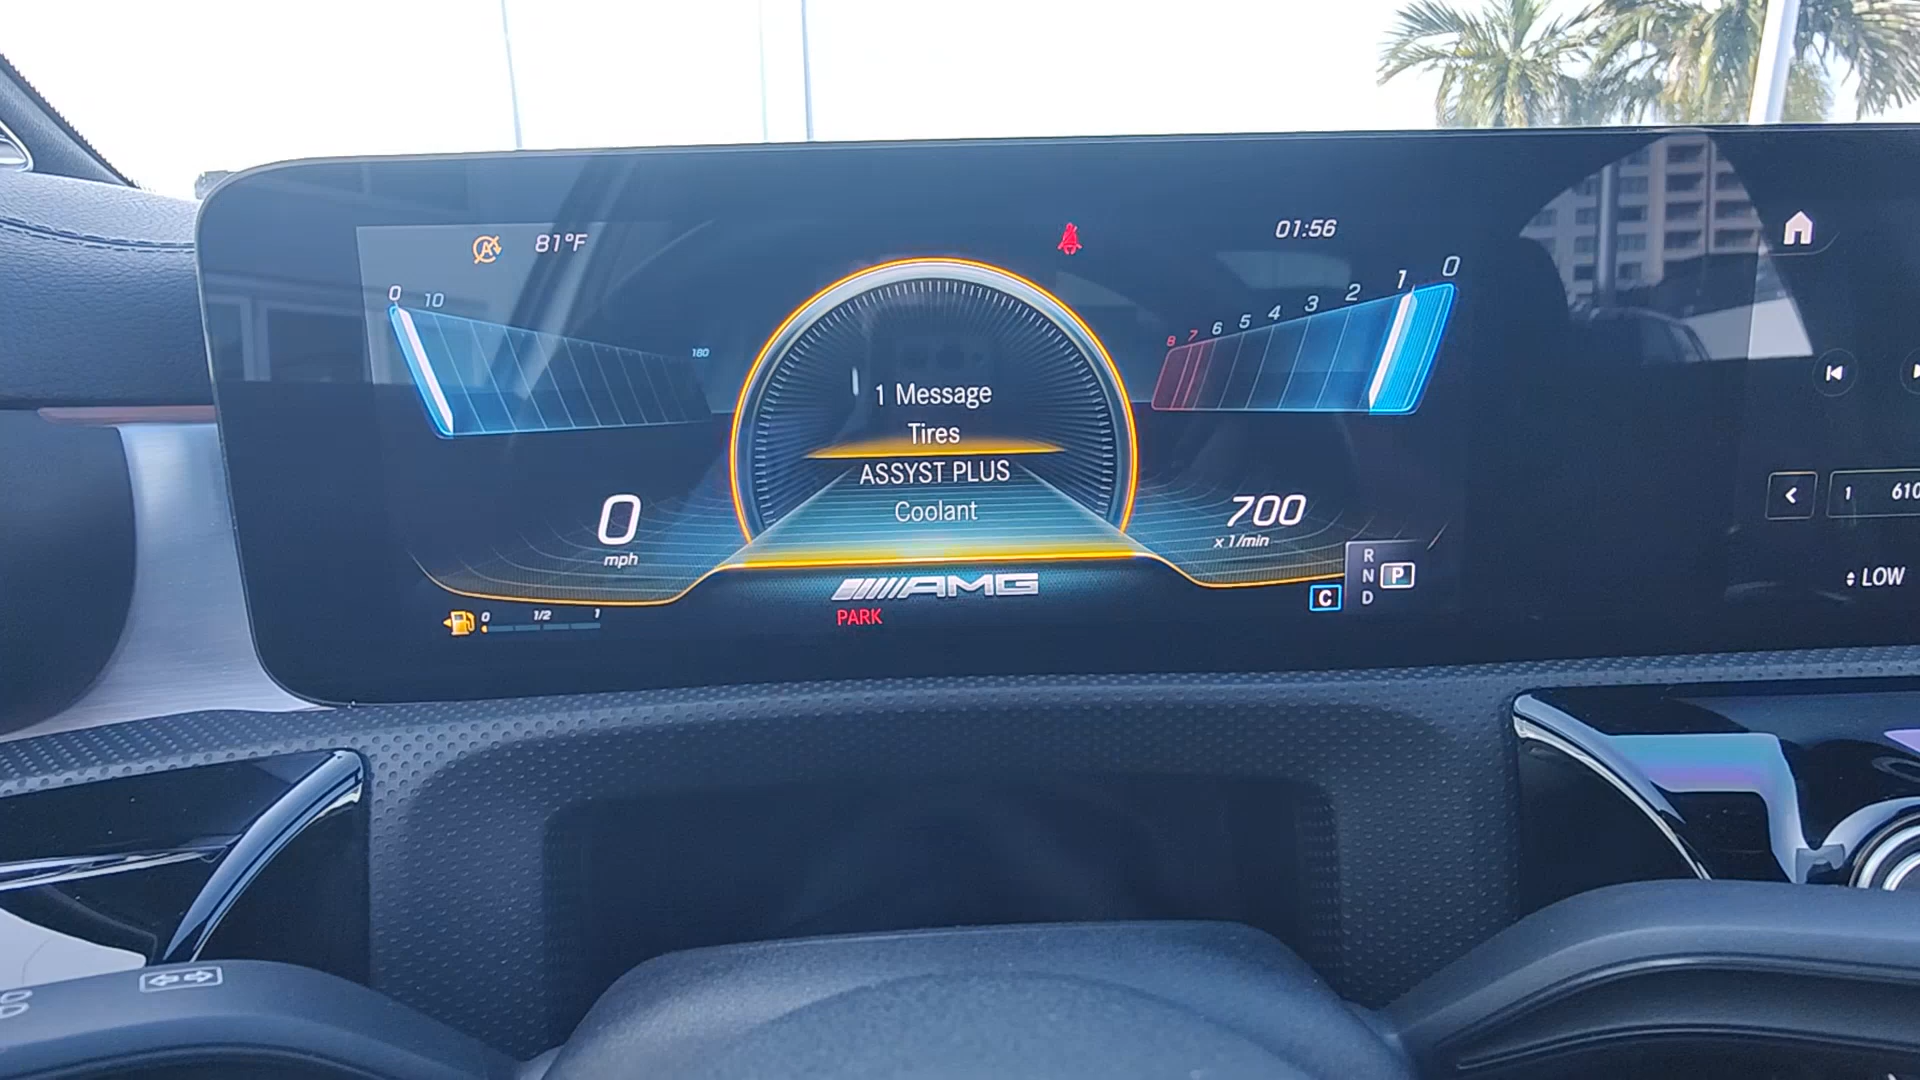 A 81°F
01:56
0 10 180
8 7 6 5 4 3 2 1 0
1 Message
Tires
ASSYST PLUS
Coolant
0
mph
700
x 1/min
AMG
PARK
0 1/2 1
C
R
N P
D
1 610
LOW